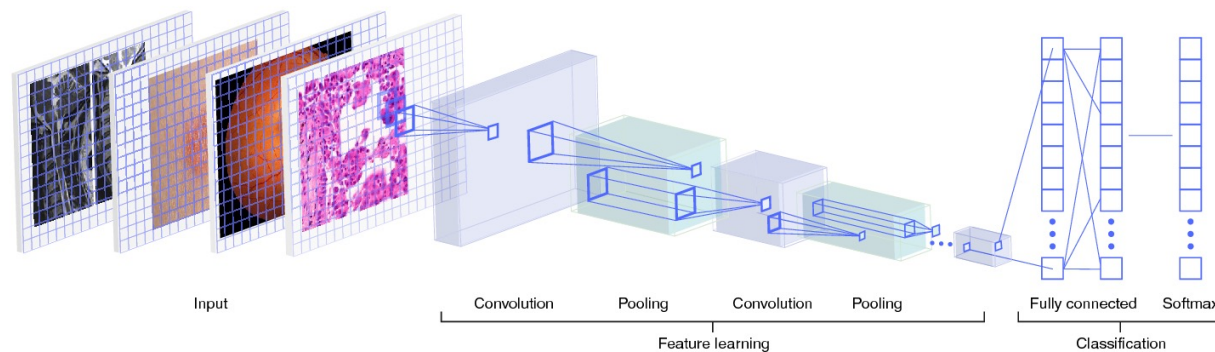 Input
Convolution
Pooling
Convolution
Pooling
Fully connected
Softmax
Feature learning
Classification